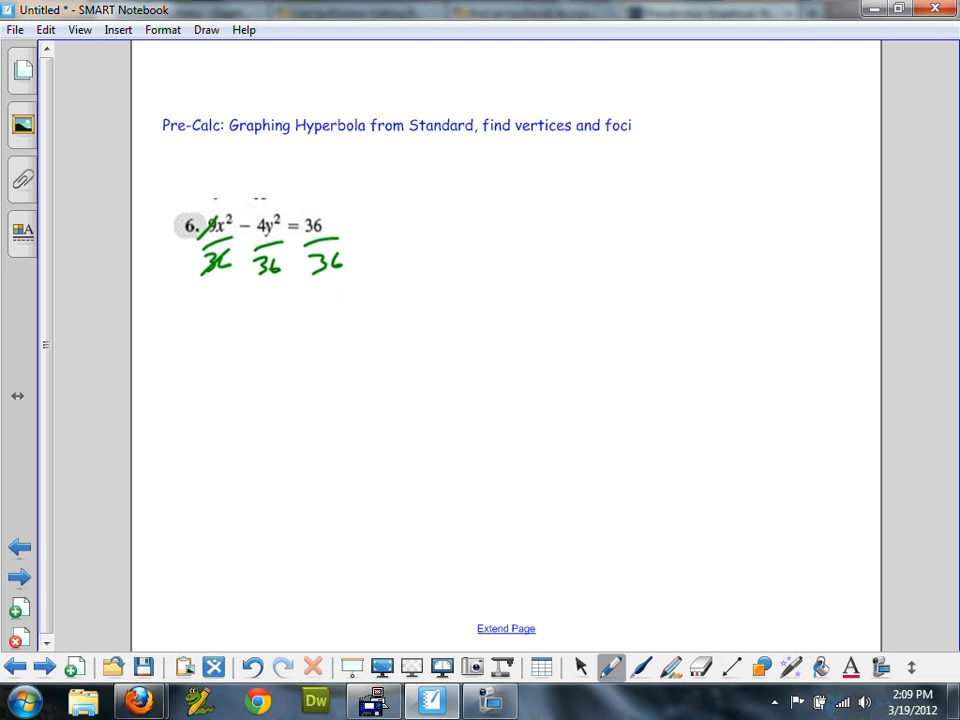 Untitled * - SMART Notebook
File Edit View Insert Format Draw Help
Pre-Calc: Graphing Hyperbola from Standard, find vertices and foci
6. 9x² − 4y² = 36
36 36 36
Extend Page
Dw
2:09 PM
3/19/2012